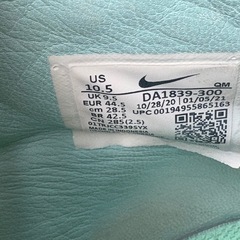 US
10.5
UK 9.5
EUR 44.5
cm 28.5
BR 42.5
CN 285(2.5)
QM
DA1839-300
10/28/20 01/05/21
UPC 00194955865163